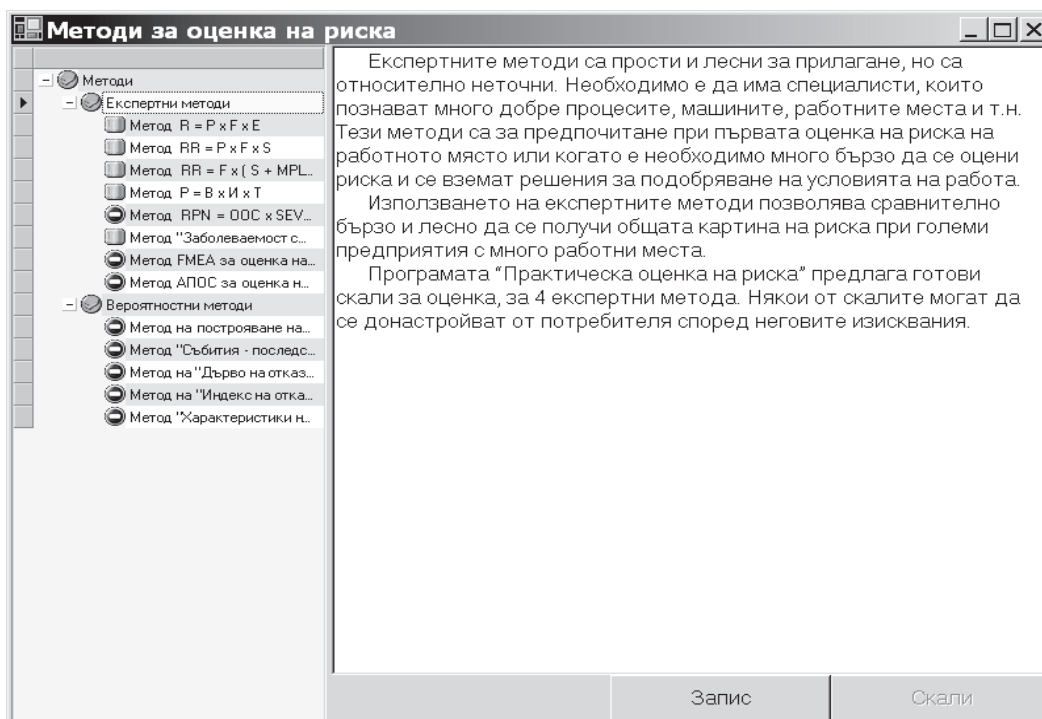 Методи за оценка на риска
Методи
Експертни методи
Метод R = P x F x E
Метод RR = P x F x S
Метод RR = F x ( S + MPL...
Метод P = B x И x T
Метод RPN = OOC x SEV...
Метод "Заболеваемост с...
Метод FMEA за оценка на...
Метод АПОС за оценка н...
Вероятностни методи
Метод на построяване на...
Метод "Събития - последс...
Метод на "Дърво на отказ...
Метод на "Индекс на отка...
Метод "Характеристики н...
Експертните методи са прости и лесни за прилагане, но са
относително неточни. Необходимо е да има специалисти, които
познават много добре процесите, машините, работните места и т.н.
Тези методи са за предпочитане при първата оценка на риска на
работното място или когато е необходимо много бързо да се оцени
риска и се вземат решения за подобряване на условията на работа.
Използването на експертните методи позволява сравнително
бързо и лесно да се получи общата картина на риска при големи
предприятия с много работни места.
Програмата “Практическа оценка на риска” предлага готови
скали за оценка, за 4 експертни метода. Някои от скалите могат да
се донастройват от потребителя според неговите изисквания.
Запис
Скали